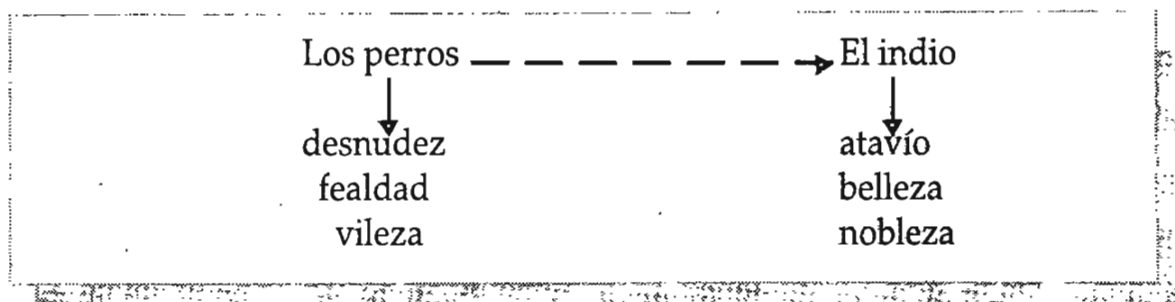 Los perros El indio
desnudez atavío
fealdad belleza
vileza nobleza